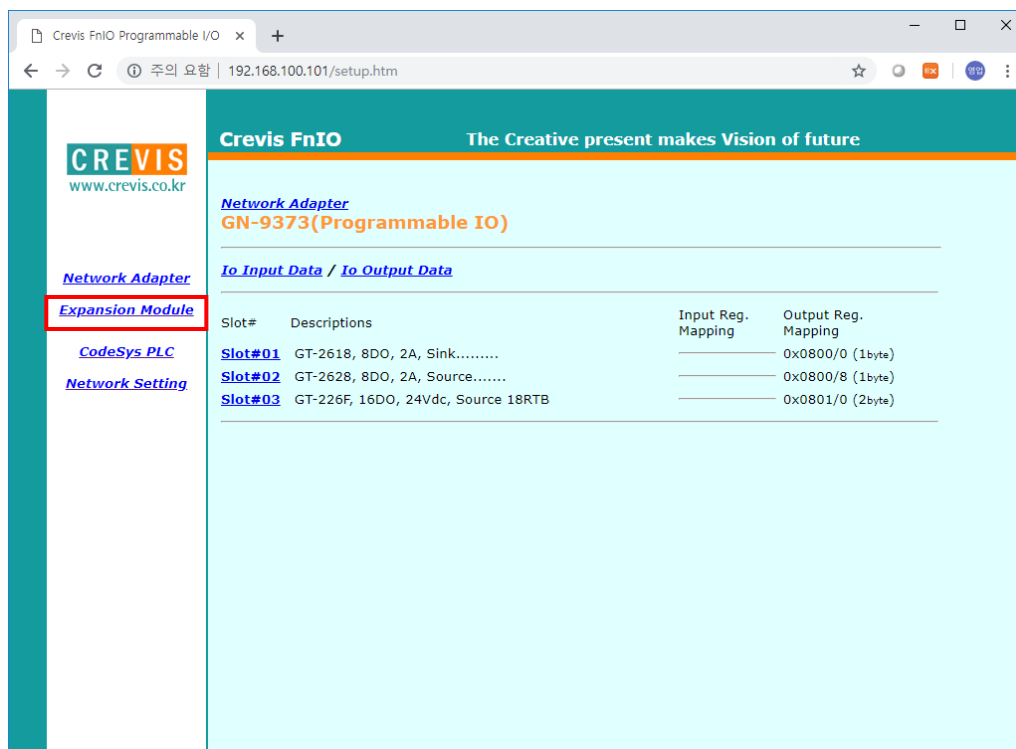 Crevis FnIO Programmable I/O
주의 요함 | 192.168.100.101/setup.htm
영업
CREVIS
www.crevis.co.kr
Network Adapter
Expansion Module
CodeSys PLC
Network Setting
Crevis FnIO The Creative present makes Vision of future
Network Adapter
GN-9373(Programmable IO)
Io Input Data / Io Output Data
Slot# Descriptions Input Reg. Mapping Output Reg. Mapping
Slot#01 GT-2618, 8DO, 2A, Sink......... 0x0800/0 (1byte)
Slot#02 GT-2628, 8DO, 2A, Source....... 0x0800/8 (1byte)
Slot#03 GT-226F, 16DO, 24Vdc, Source 18RTB 0x0801/0 (2byte)